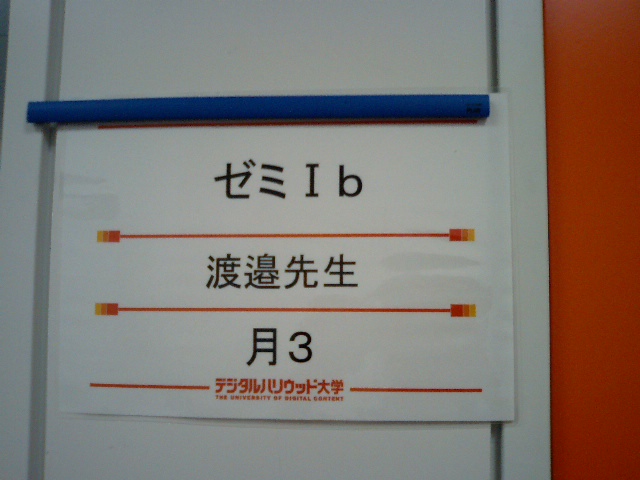 ゼミⅠb
渡邉先生
月3
デジタルハリウッド大学
THE UNIVERSITY OF DIGITAL CONTENT